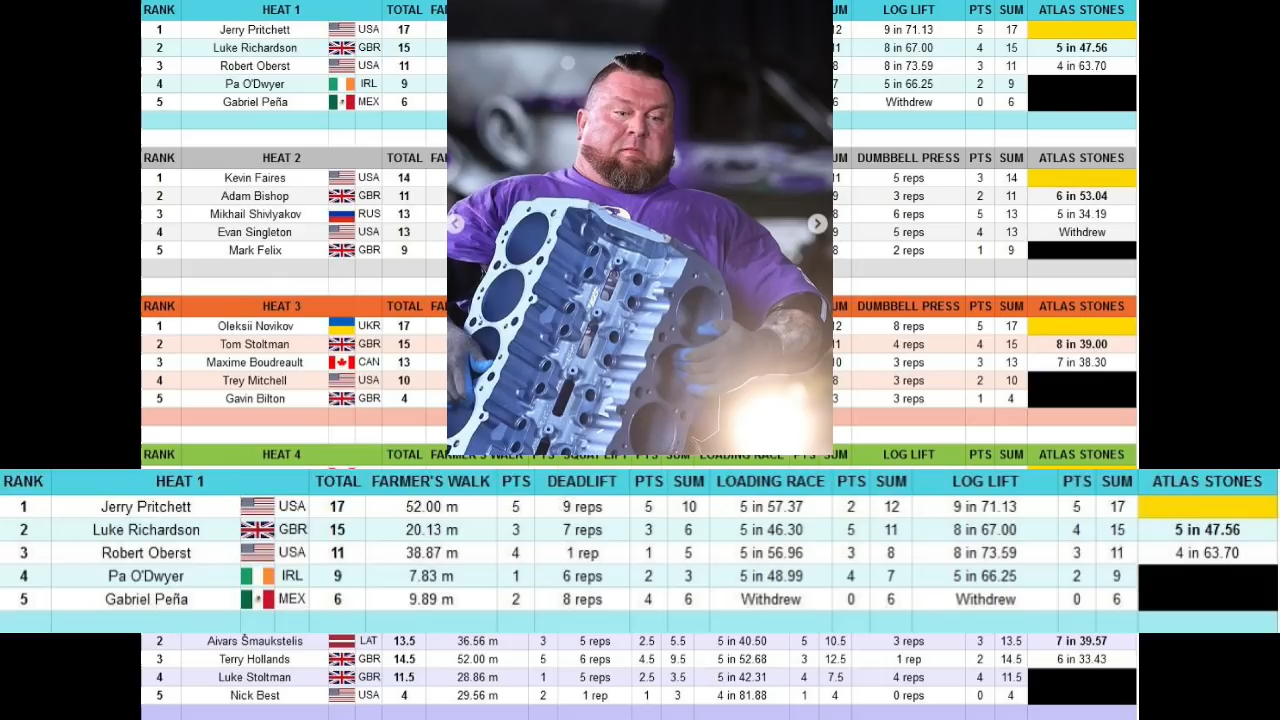 RANK HEAT 1 TOTAL LOG LIFT PTS SUM ATLAS STONES
1 Jerry Pritchett USA 17 9 in 71.13 5 17
2 Luke Richardson GBR 15 8 in 67.00 4 15 5 in 47.56
3 Robert Oberst USA 11 8 in 73.59 3 11 4 in 63.70
4 Pa O'Dwyer IRL 9 5 in 66.25 2 9
5 Gabriel Peña MEX 6 Withdrew 0 6
RANK HEAT 2 TOTAL DUMBBELL PRESS PTS SUM ATLAS STONES
1 Kevin Faires USA 14 5 reps 3 14
2 Adam Bishop GBR 11 3 reps 2 11 6 in 53.04
3 Mikhail Shivlyakov RUS 13 6 reps 5 13 5 in 34.19
4 Evan Singleton USA 13 5 reps 4 13 Withdrew
5 Mark Felix GBR 9 2 reps 1 9
RANK HEAT 3 TOTAL DUMBBELL PRESS PTS SUM ATLAS STONES
1 Oleksii Novikov UKR 17 8 reps 5 17
2 Tom Stoltman GBR 15 4 reps 4 15 8 in 39.00
3 Maxime Boudreault CAN 13 3 reps 3 13 7 in 38.30
4 Trey Mitchell USA 10 3 reps 2 10
5 Gavin Bilton GBR 4 3 reps 1 4
RANK HEAT 4 TOTAL FARMER'S WALK PTS SQUAT LIFT PTS SUM LOADING RACE PTS SUM LOG LIFT PTS SUM ATLAS STONES
RANK HEAT 1 TOTAL FARMER'S WALK PTS DEADLIFT PTS SUM LOADING RACE PTS SUM LOG LIFT PTS SUM ATLAS STONES
1 Jerry Pritchett USA 17 52.00 m 5 9 reps 5 10 5 in 57.37 2 12 9 in 71.13 5 17
2 Luke Richardson GBR 15 20.13 m 3 7 reps 3 6 5 in 46.30 5 11 8 in 67.00 4 15 5 in 47.56
3 Robert Oberst USA 11 38.87 m 4 1 rep 1 5 5 in 56.96 3 8 8 in 73.59 3 11 4 in 63.70
4 Pa O'Dwyer IRL 9 7.83 m 1 6 reps 2 3 5 in 48.99 4 7 5 in 66.25 2 9
5 Gabriel Peña MEX 6 9.89 m 2 8 reps 4 6 Withdrew 0 6 Withdrew 0 6
2 Aivars Šmaukstelis LAT 13.5 36.56 m 3 5 reps 2.5 5.5 5 in 40.50 5 10.5 3 reps 3 13.5 7 in 39.57
3 Terry Hollands GBR 14.5 52.00 m 5 6 reps 4.5 9.5 5 in 52.68 3 12.5 1 rep 2 14.5 6 in 33.43
4 Luke Stoltman GBR 11.5 28.86 m 1 5 reps 2.5 3.5 5 in 42.31 4 7.5 4 reps 4 11.5
5 Nick Best USA 4 29.56 m 2 1 rep 1 3 4 in 81.88 1 4 0 reps 0 4